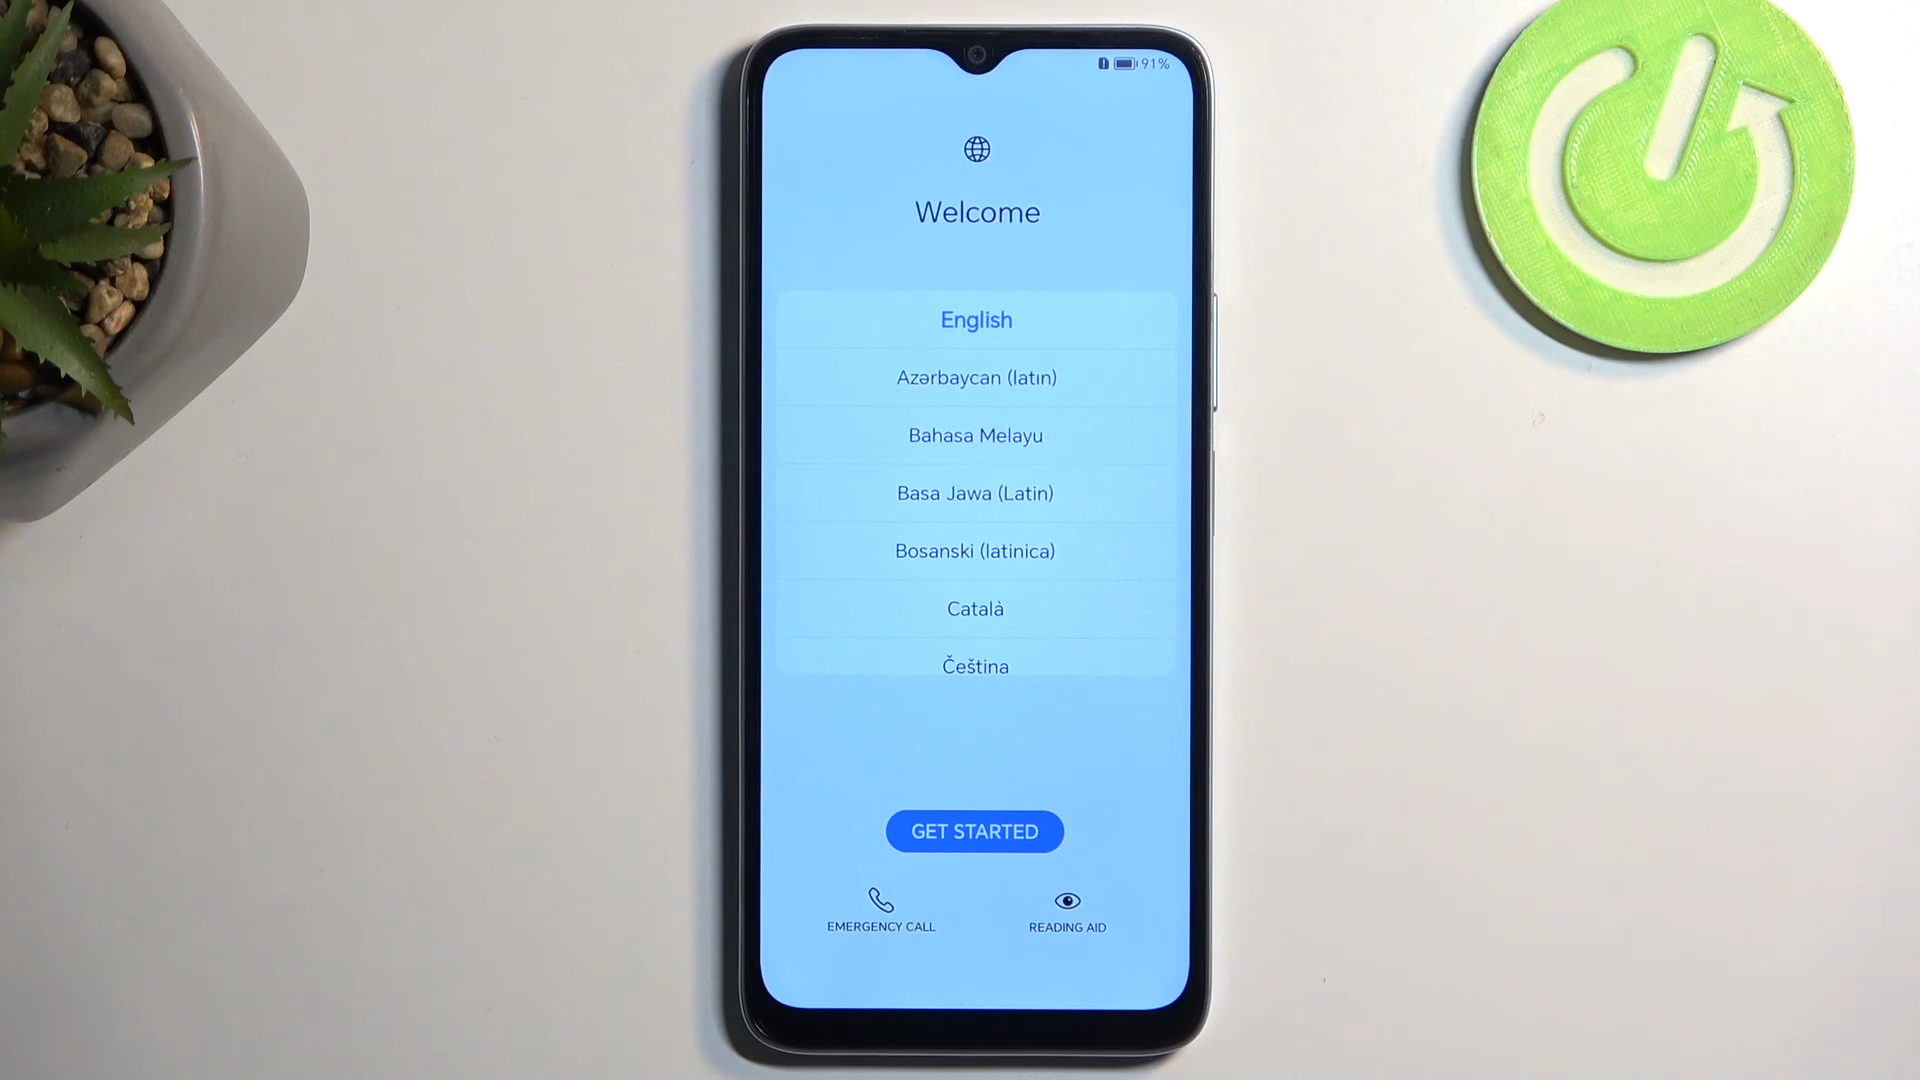 91%
Welcome
English
Azərbaycan (latın)
Bahasa Melayu
Basa Jawa (Latin)
Bosanski (latinica)
Català
Čeština
GET STARTED
EMERGENCY CALL
READING AID